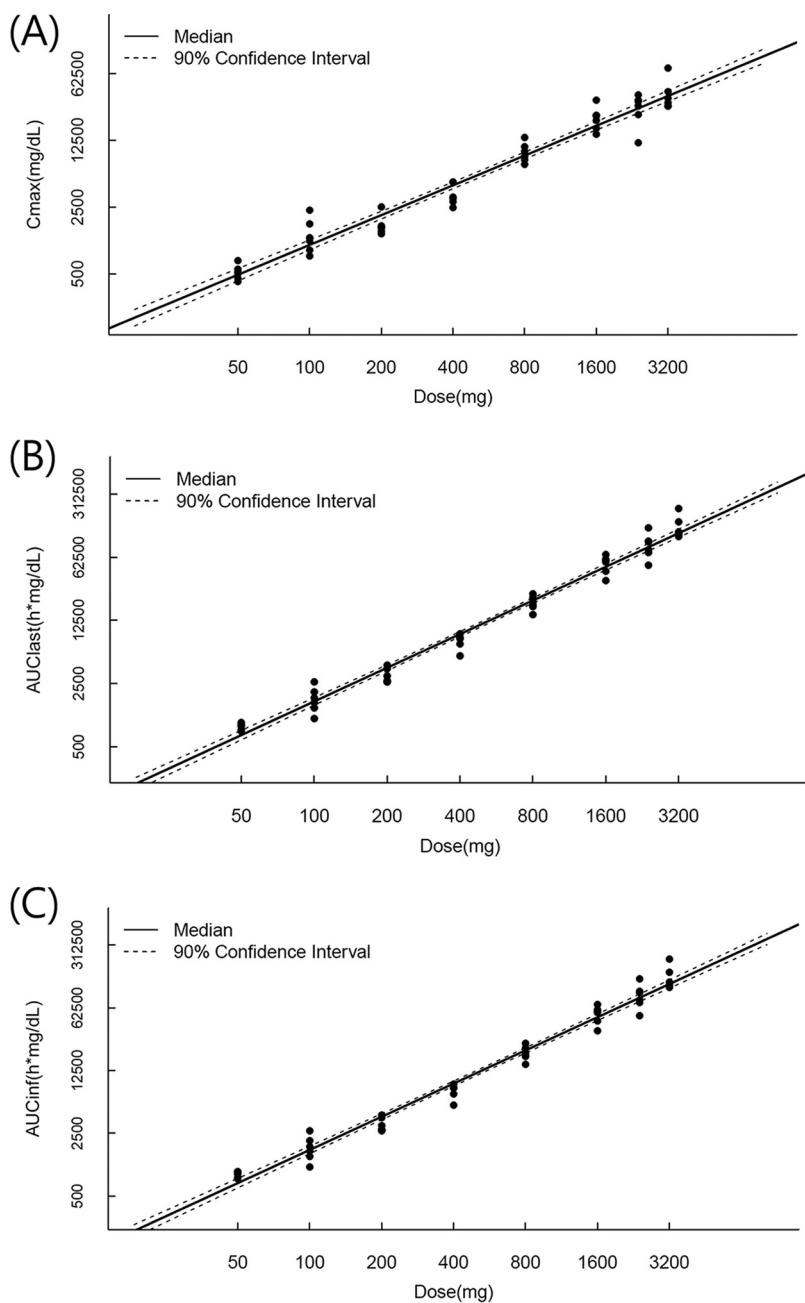 (A)
Median
90% Confidence Interval
62500
12500
2500
500
Cmax(mg/dL)
50 100 200 400 800 1600 3200
Dose(mg)
(B)
Median
90% Confidence Interval
312500
62500
12500
2500
500
AUClast(h*mg/dL)
50 100 200 400 800 1600 3200
Dose(mg)
(C)
Median
90% Confidence Interval
312500
62500
12500
2500
500
AUCinf(h*mg/dL)
50 100 200 400 800 1600 3200
Dose(mg)